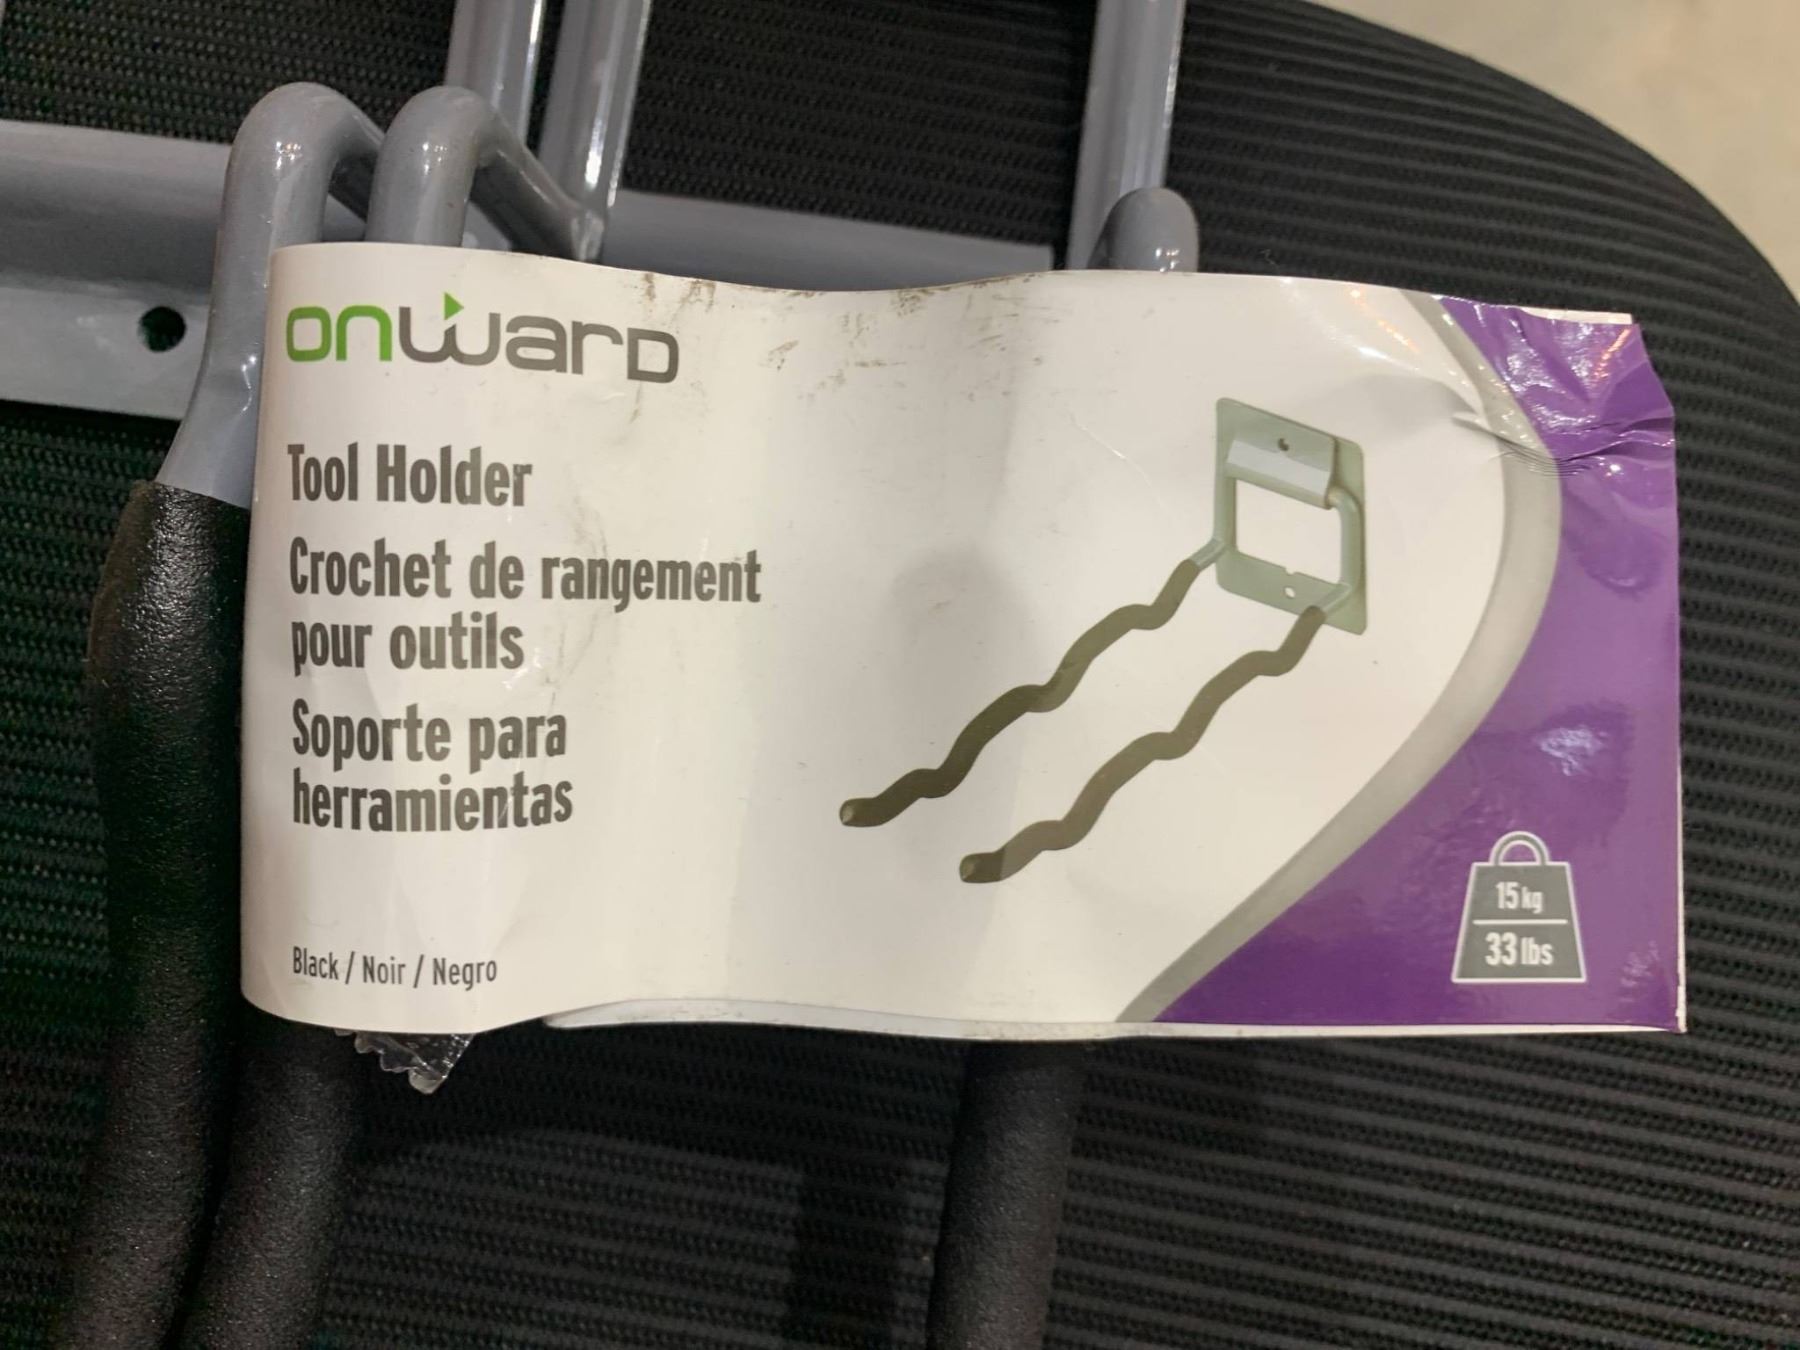 onward
Tool Holder
Crochet de rangement
pour outils
Soporte para
herramientas
Black / Noir / Negro
15 kg
33 lbs